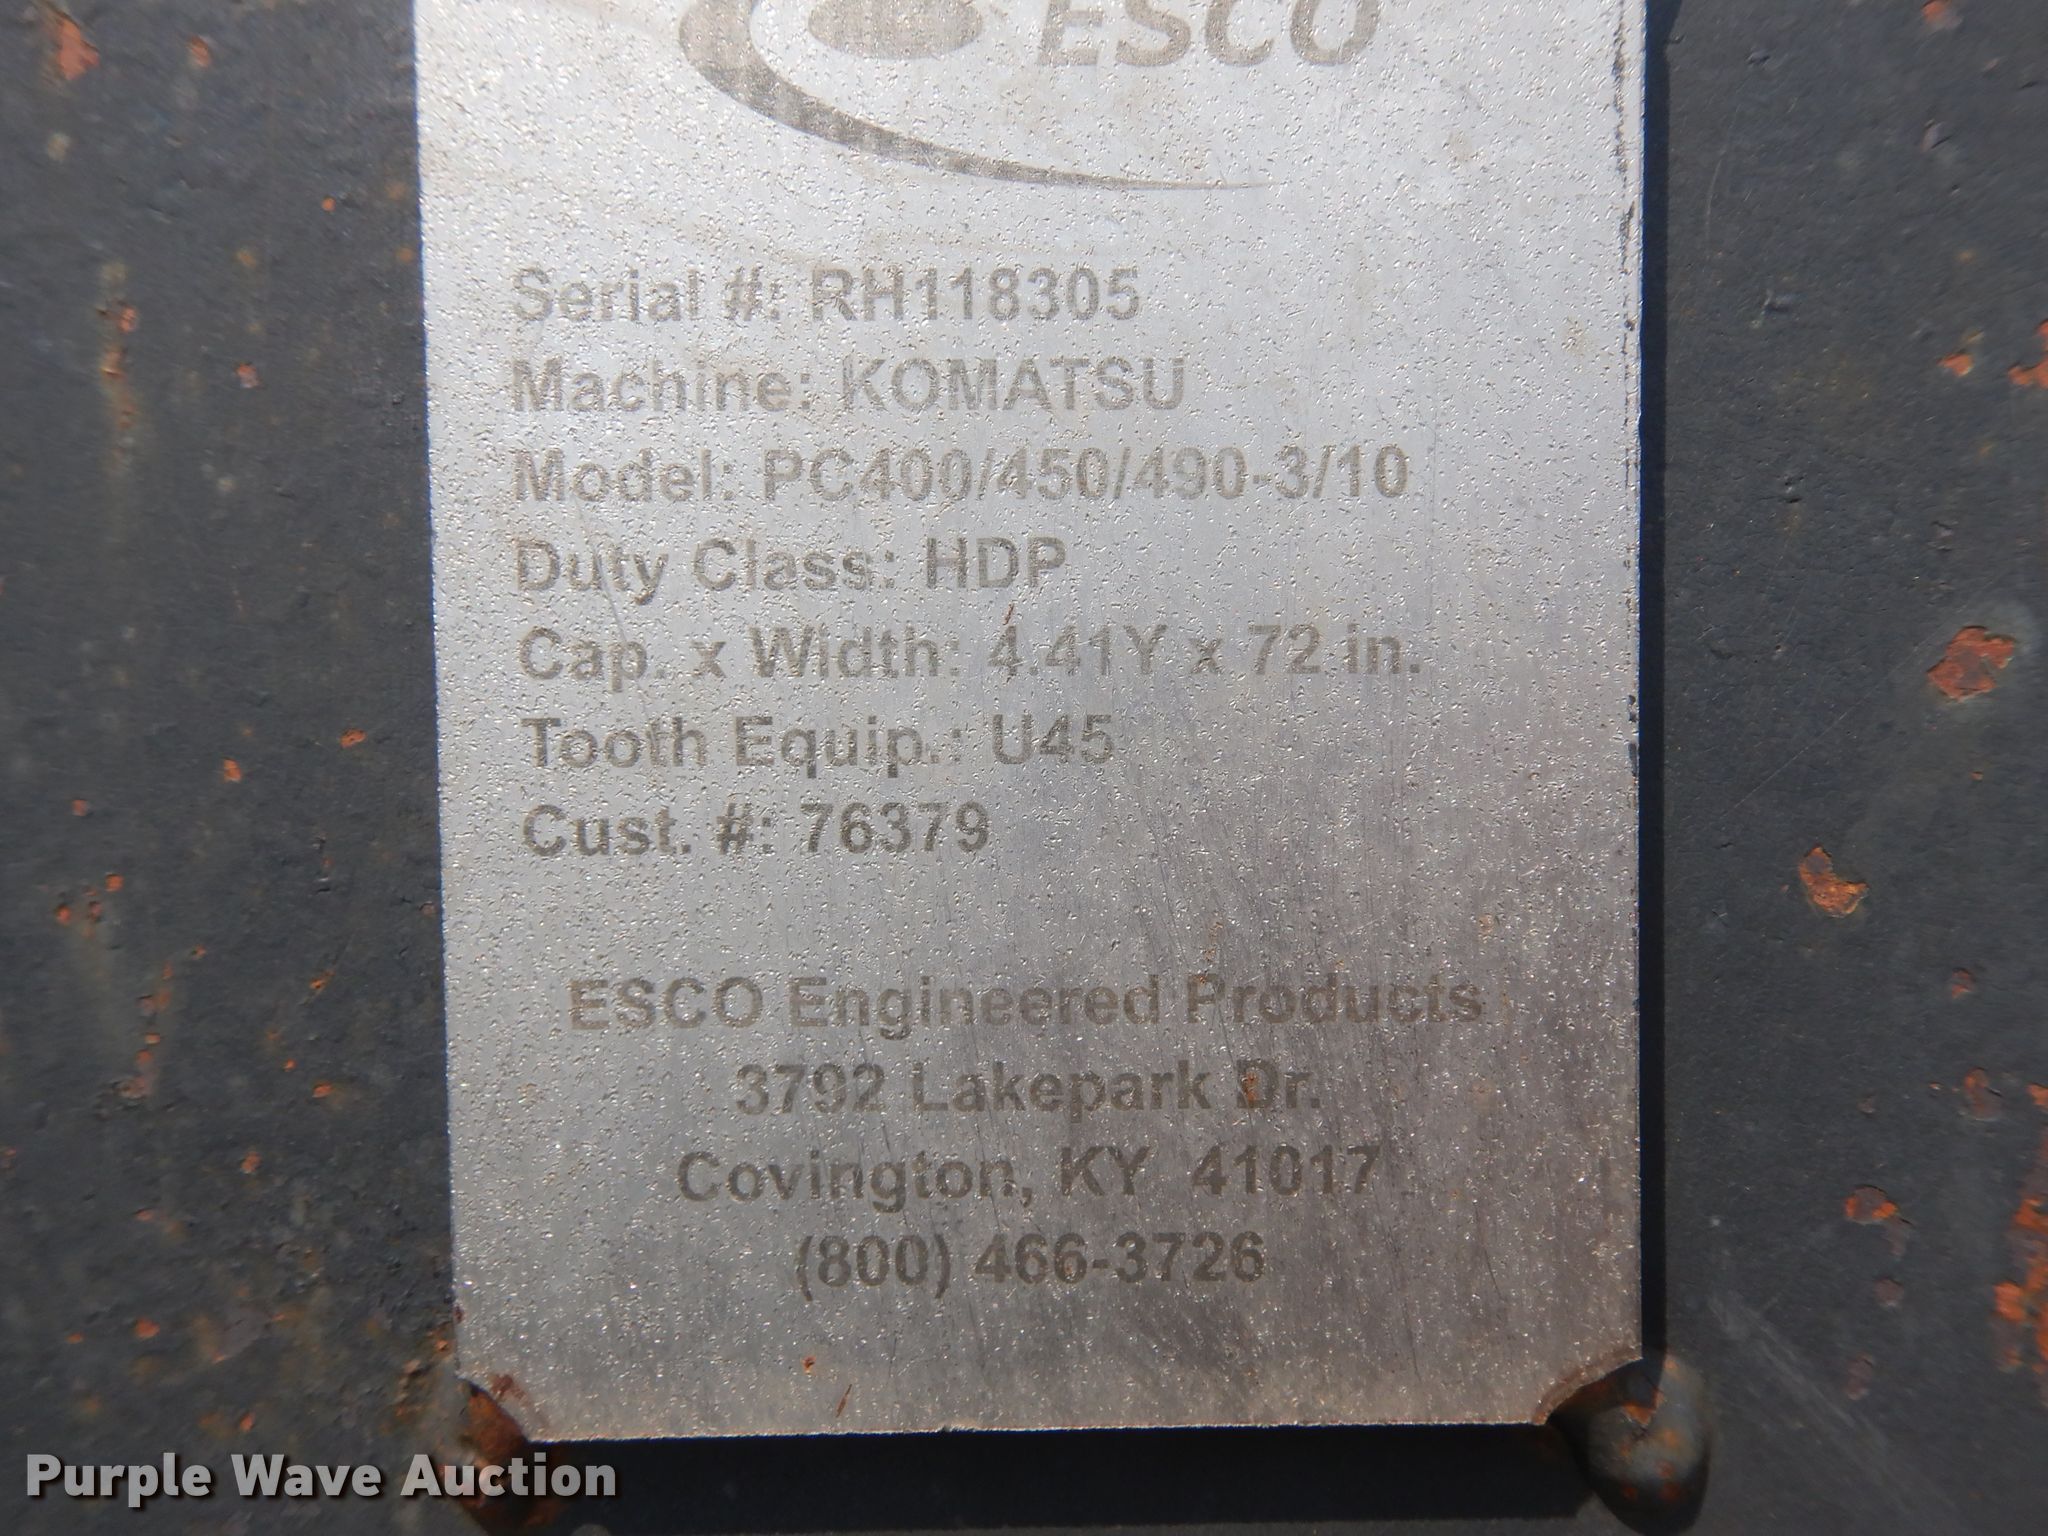 ESCO
Serial #: RH118305
Machine: KOMATSU
Model: PC400/450/490-3/10
Duty Class: HDP
Cap. x Width: 4.41Y x 72 in.
Tooth Equip.: U45
Cust. #: 76379
ESCO Engineered Products
3792 Lakepark Dr.
Covington, KY 41017
(800) 466-3726
Purple Wave Auction